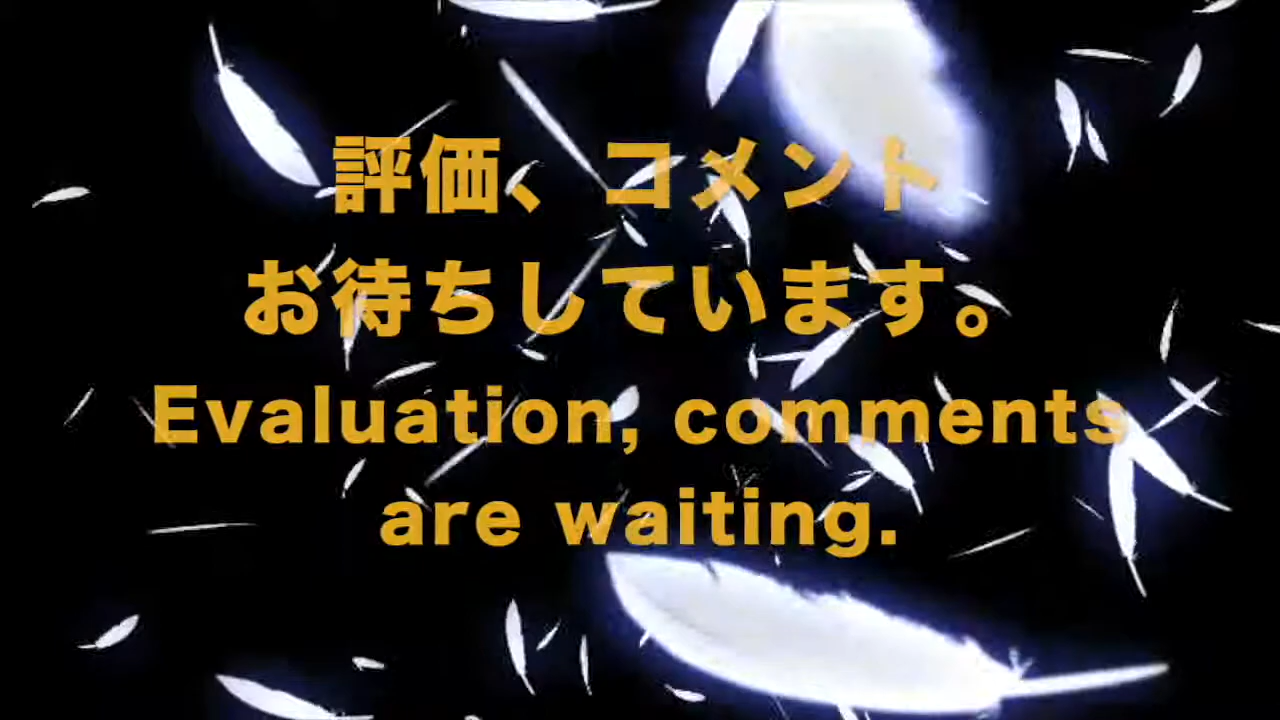 評価、コメント
お待ちしています。
Evaluation, comments
are waiting.